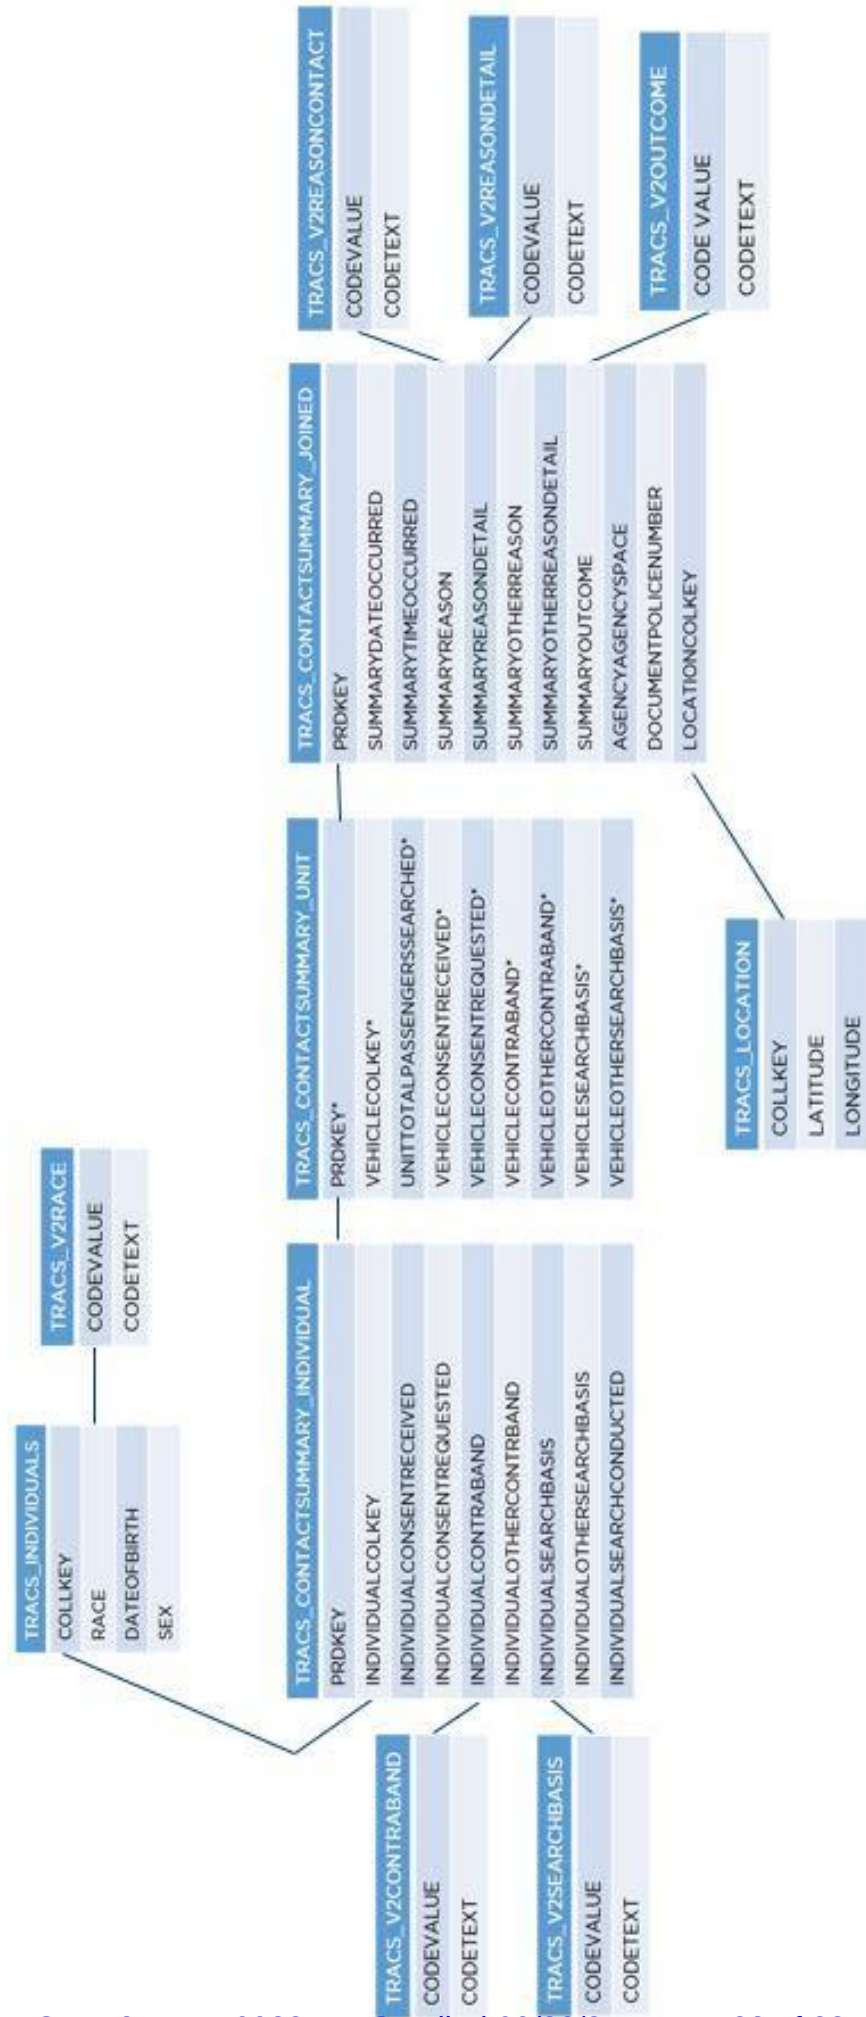 TRACS_INDIVIDUALS
COLLKEY
RACE
DATEOFBIRTH
SEX
TRACS_V2RACE
CODEVALUE
CODETEXT
TRACS_V2CONTRABAND
CODEVALUE
CODETEXT
TRACS_V2SEARCHBASIS
CODEVALUE
CODETEXT
TRACS_CONTACTSUMMARY_INDIVIDUAL
PRDKEY
INDIVIDUALCOLKEY
INDIVIDUALCONSENTRECEIVED
INDIVIDUALCONSENTREQUESTED
INDIVIDUALCONTRABAND
INDIVIDUALOTHERCONTRBAND
INDIVIDUALSEARCHBASIS
INDIVIDUALOTHERSEARCHBASIS
INDIVIDUALSEARCHCONDUCTED
TRACS_CONTACTSUMMARY_UNIT
PRDKEY*
VEHICLECOLKEY*
UNITTOTALPASSENGERSSEARCHED*
VEHICLECONSENTRECEIVED*
VEHICLECONSENTREQUESTED*
VEHICLECONTRABAND*
VEHICLEOTHERCONTRABAND*
VEHICLESEARCHBASIS*
VEHICLEOTHERSEARCHBASIS*
TRACS_CONTACTSUMMARY_JOINED
PRDKEY
SUMMARYDATEOCCURRED
SUMMARYTIMEOCCURRED
SUMMARYREASON
SUMMARYREASONDETAIL
SUMMARYOTHERREASON
SUMMARYOTHERREASONDETAIL
SUMMARYOUTCOME
AGENCYAGENCYSPACE
DOCUMENTPOLICENUMBER
LOCATIONCOLKEY
TRACS_V2REASONCONTACT
CODEVALUE
CODETEXT
TRACS_V2REASONDETAIL
CODEVALUE
CODETEXT
TRACS_V2OUTCOME
CODE VALUE
CODETEXT
TRACS_LOCATION
COLLKEY
LATITUDE
LONGITUDE